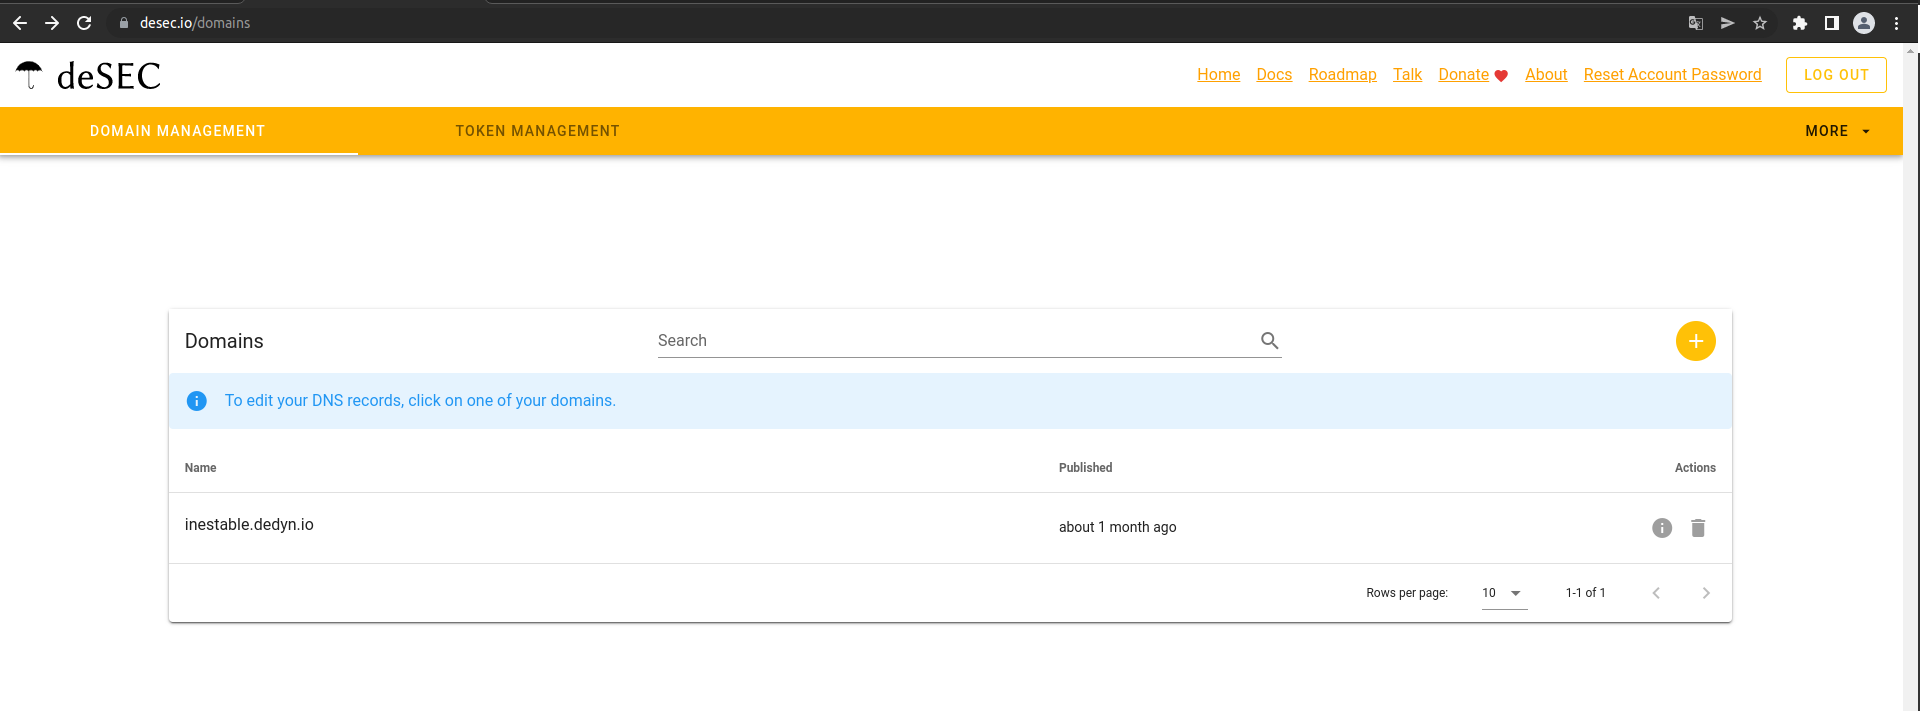 desec.io/domains
deSEC
Home Docs Roadmap Talk Donate About Reset Account Password LOG OUT
DOMAIN MANAGEMENT TOKEN MANAGEMENT MORE
Domains Search
To edit your DNS records, click on one of your domains.
Name Published Actions
inestable.dedyn.io about 1 month ago
Rows per page: 10 1-1 of 1